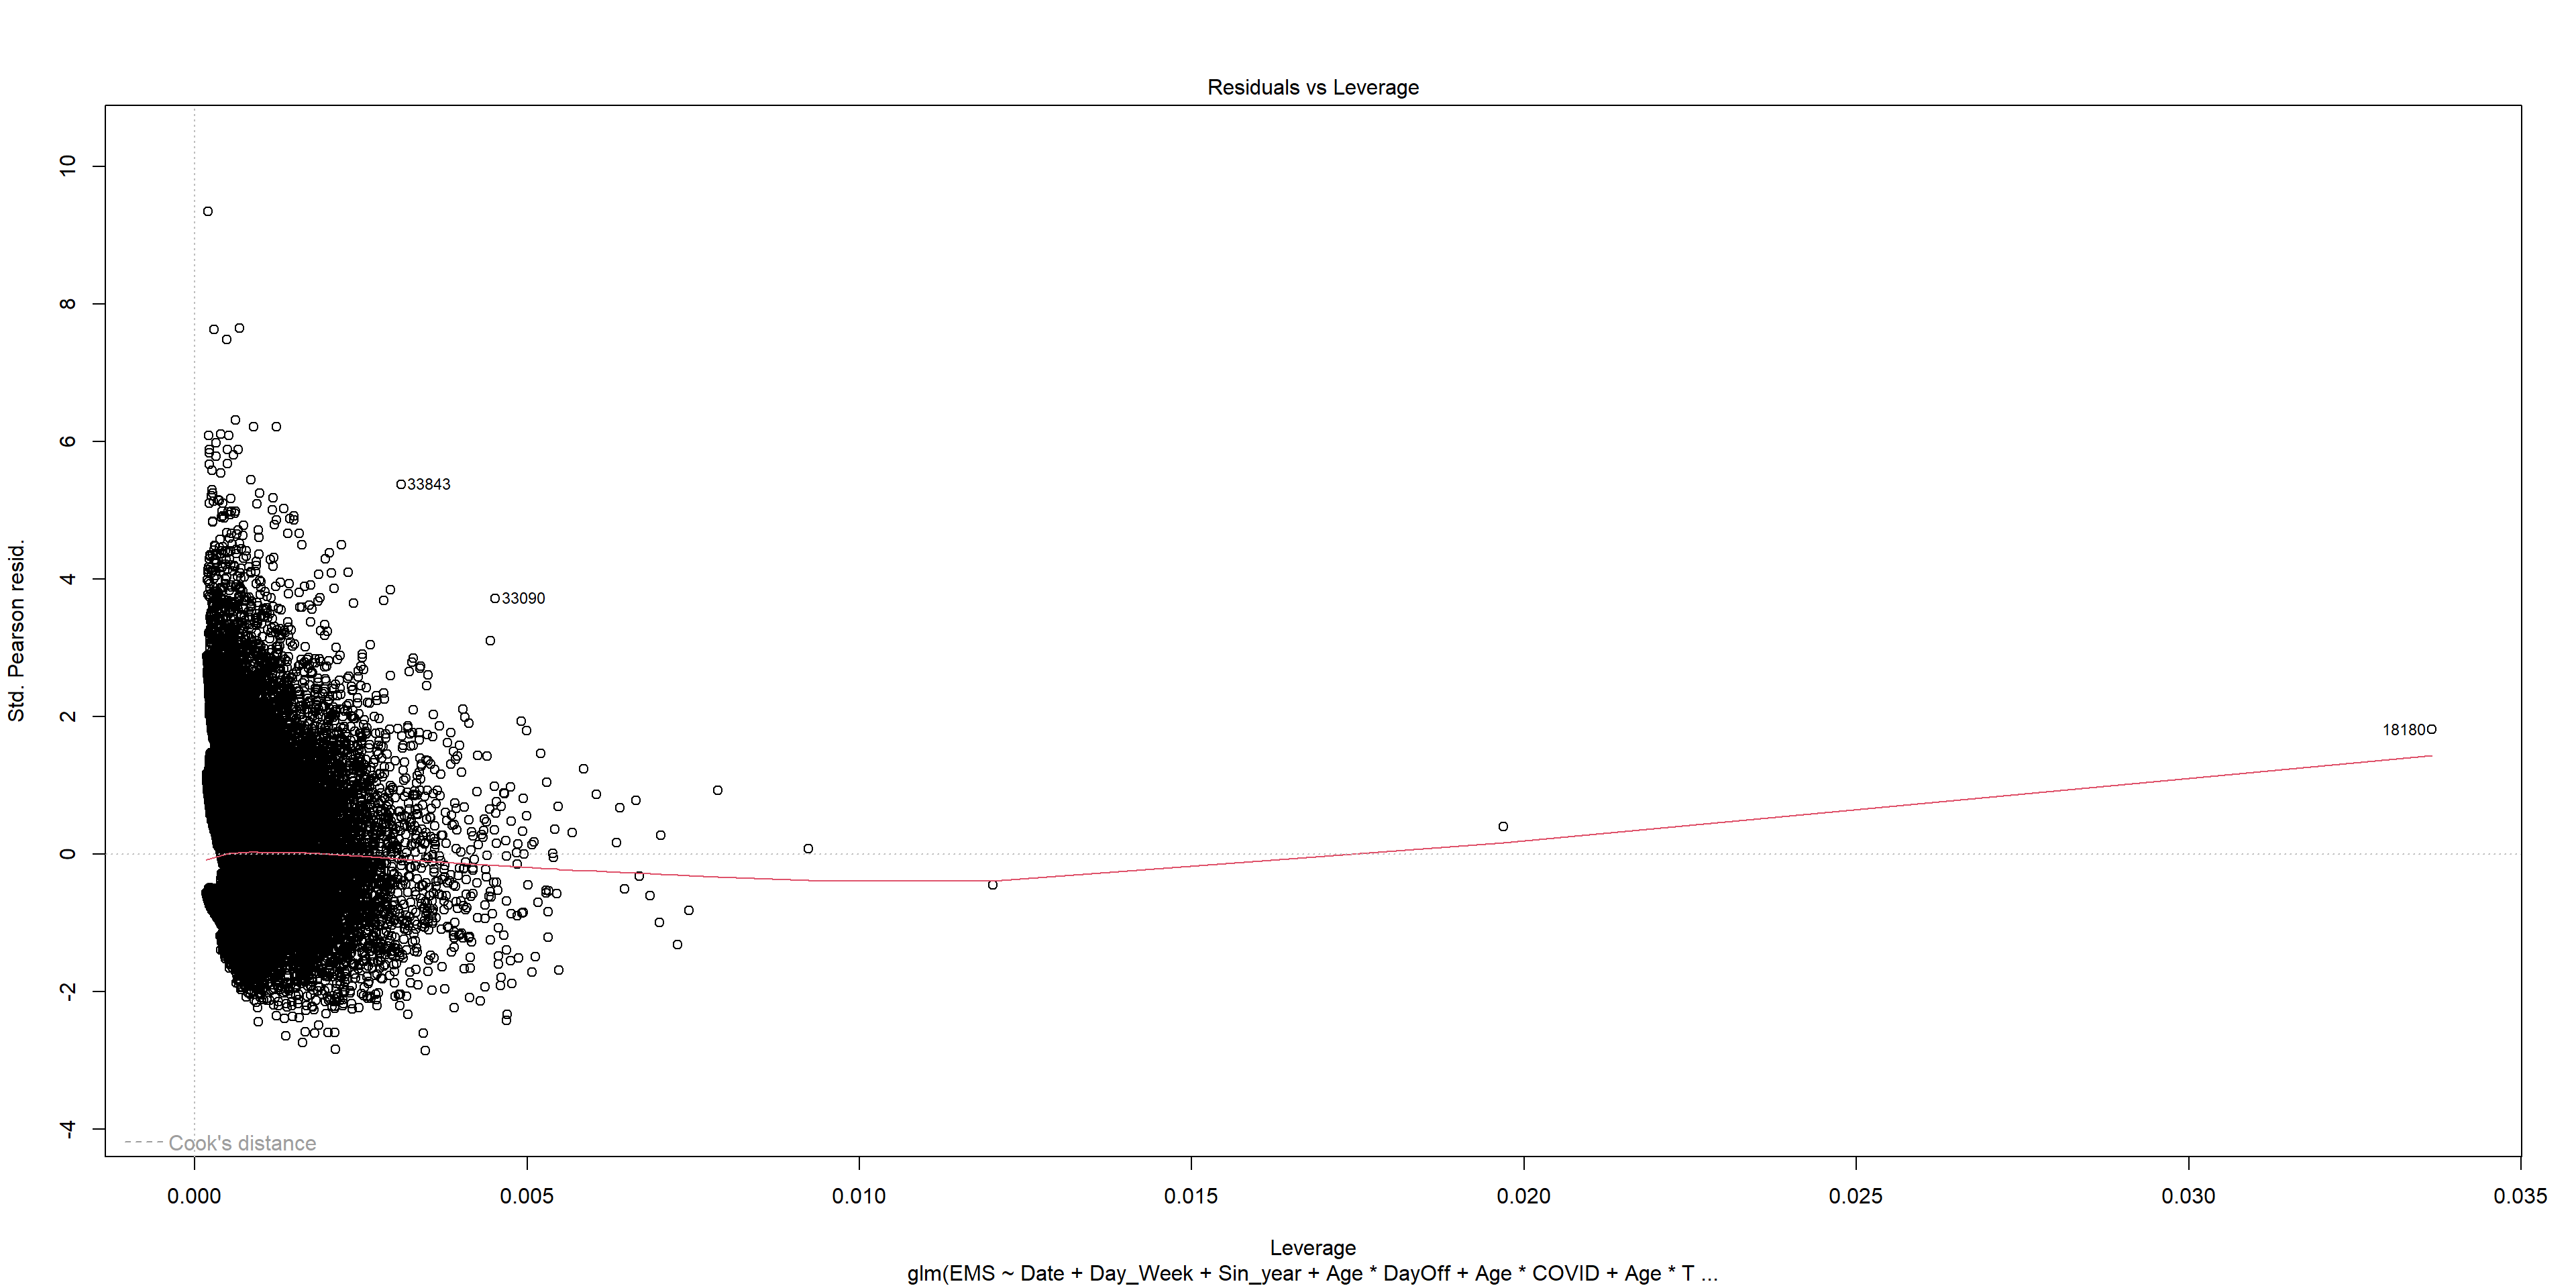 Residuals vs Leverage
Std. Pearson resid.
10
8
6
4
2
0
-2
-4
33843
33090
18180
Cook's distance
0.000 0.005 0.010 0.015 0.020 0.025 0.030 0.035
Leverage
glm(EMS ~ Date + Day_Week + Sin_year + Age * DayOff + Age * COVID + Age * T ...